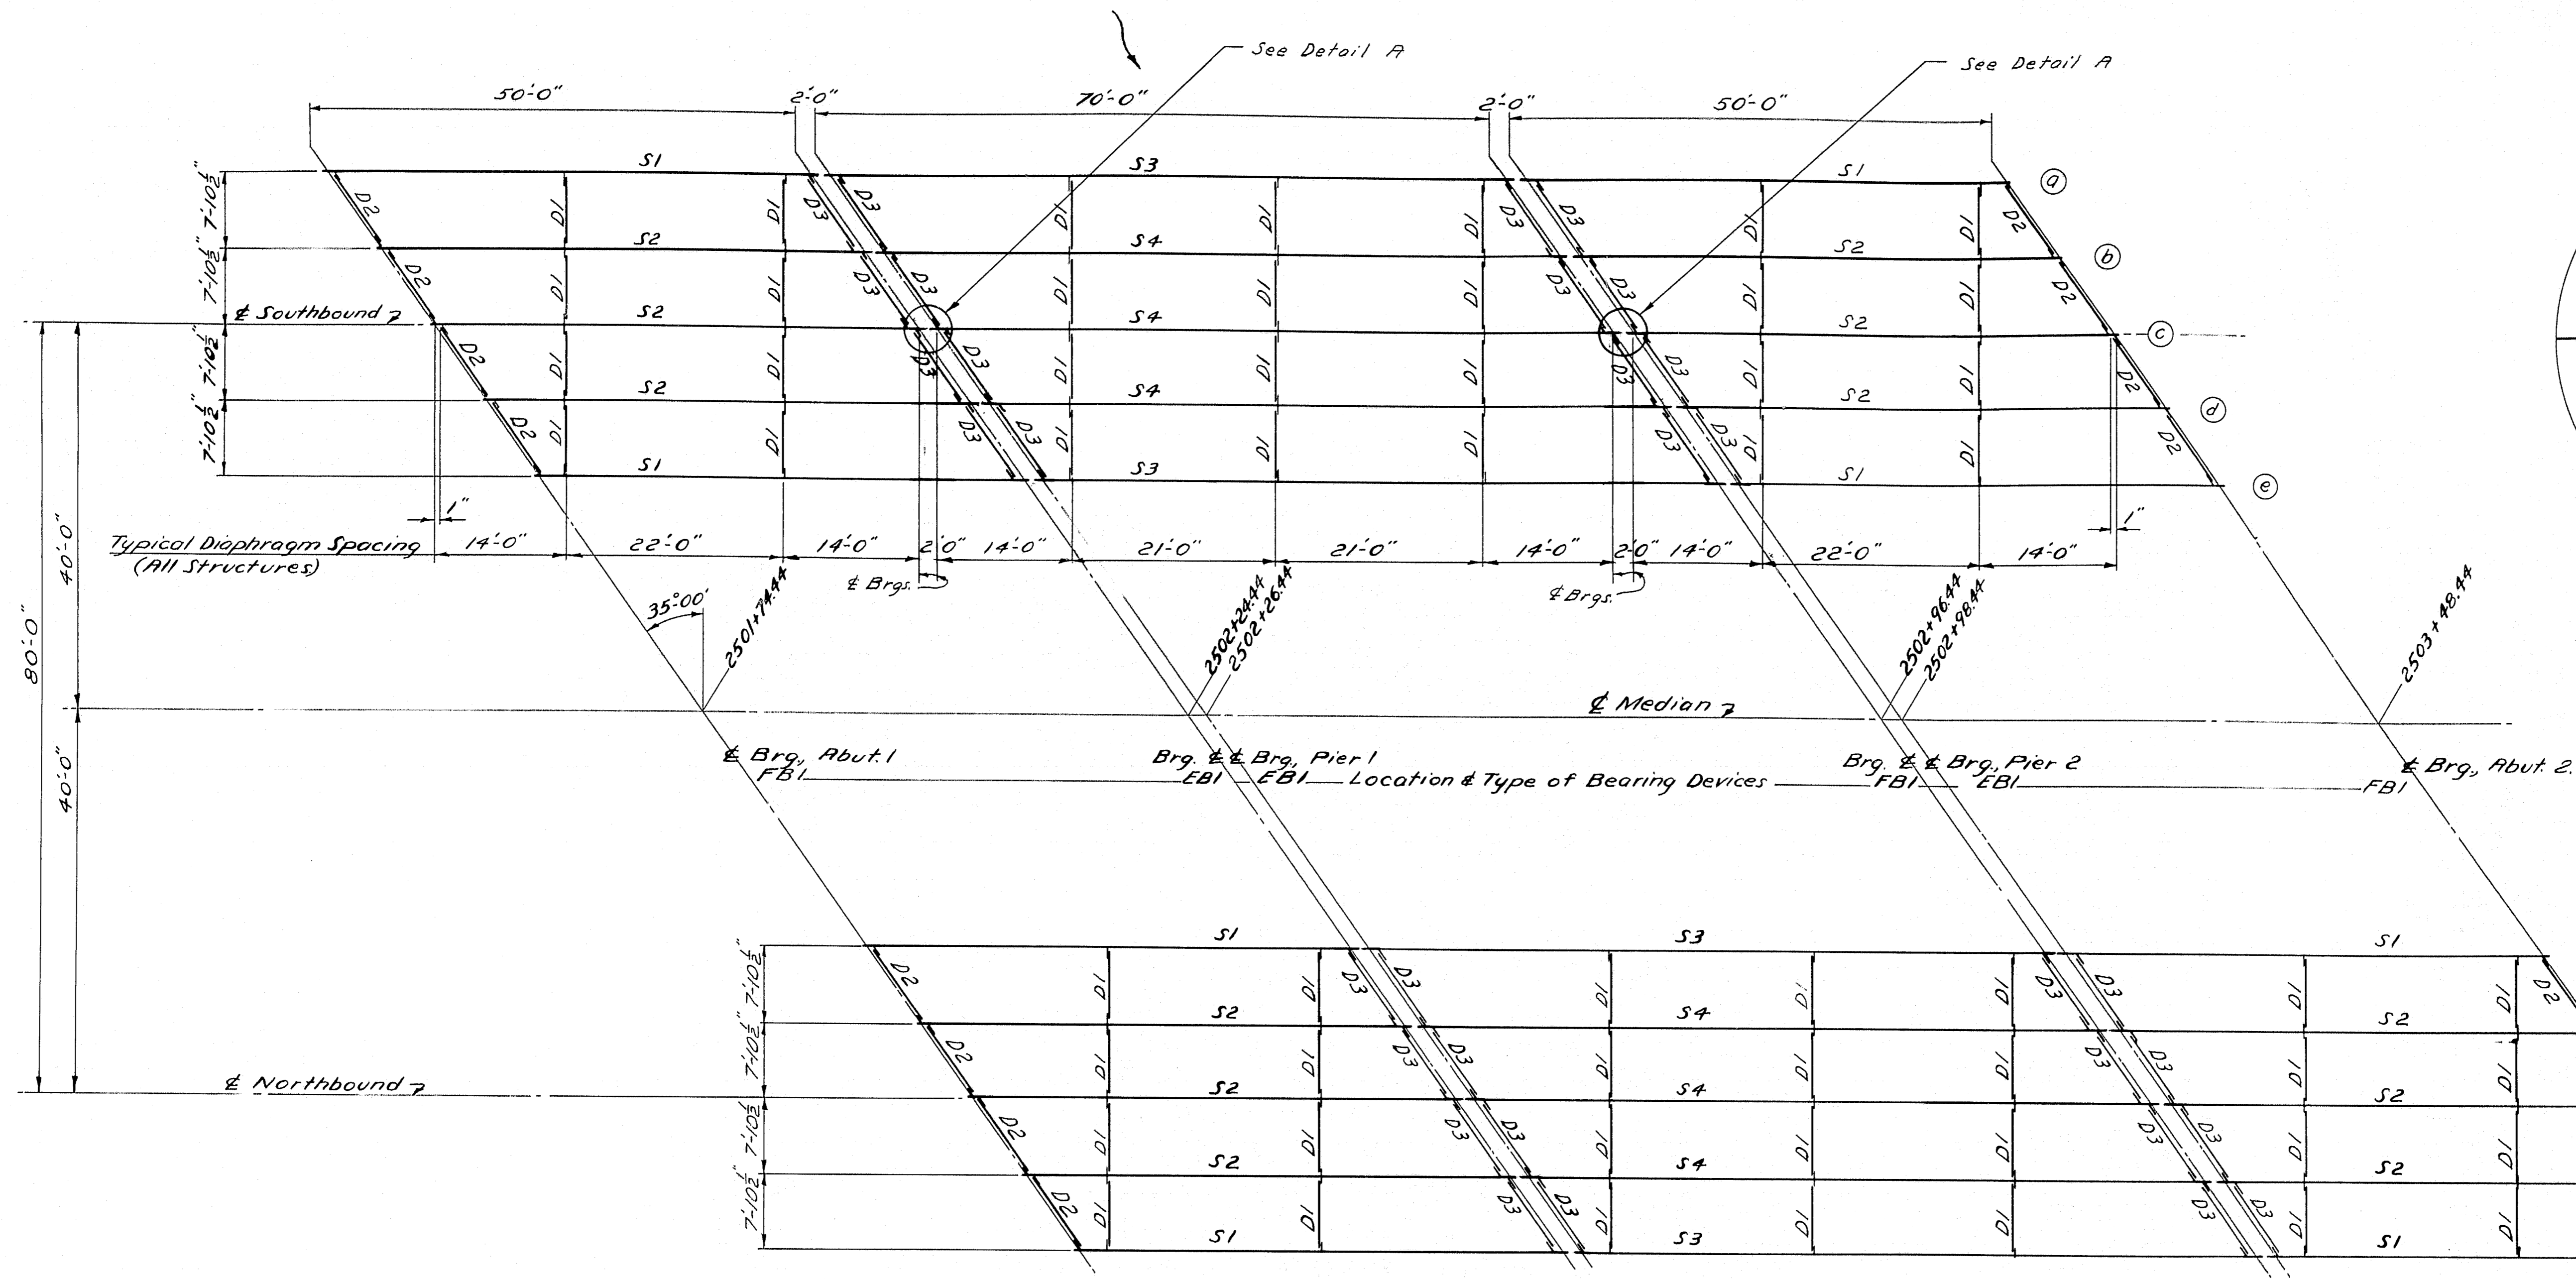 See Detail A
See Detail A
50'-0" 2'-0" 70'-0" 2'-0" 50'-0"
S1 S3 S1 a
7'-10½" D2 D1 D1 D3 D3 D1 D1 D1 D3 D3 D1 D1 D2
S2 S4 S2 b
7'-10½" D2 D1 D1 D3 D3 D1 D1 D1 D3 D3 D1 D1 D2
℄ Southbound S2 S4 S2 c
7'-10½" D2 D1 D1 D3 D3 D1 D1 D1 D3 D3 D1 D1 D2
S2 S4 S2 d
7'-10½" D2 D1 D1 D3 D3 D1 D1 D1 D3 D3 D1 D1 D2
S1 S3 S1 e
1" 1"
Typical Diaphragm Spacing 14'-0" 22'-0" 14'-0" 2'-0" 14'-0" 21'-0" 21'-0" 14'-0" 2'-0" 14'-0" 22'-0" 14'-0"
(All Structures)
℄ Brgs. ℄ Brgs.
80'-0" 40'-0" 40'-0"
35°-00'
2501+74.44 2502+24.44 2502+26.44 2502+96.44 2502+98.44 2503+48.44
℄ Median
℄ Brg., Abut. 1 Brg. ℄ ℄ Brg., Pier 1 Brg. ℄ ℄ Brg., Pier 2 ℄ Brg., Abut. 2.
FB1 EB1 EB1 Location & Type of Bearing Devices FB1 EB1 FB1
S1 S3 S1
7'-10½" D2 D1 D1 D3 D3 D1 D1 D1 D3 D3 D1 D1 D2
S2 S4 S2
7'-10½" D2 D1 D1 D3 D3 D1 D1 D1 D3 D3 D1 D1
℄ Northbound S2 S4 S2
7'-10½" D2 D1 D1 D3 D3 D1 D1 D1 D3 D3 D1 D1
S2 S4 S2
7'-10½" D2 D1 D1 D3 D3 D1 D1 D1 D3 D3 D1 D1
S1 S3 S1